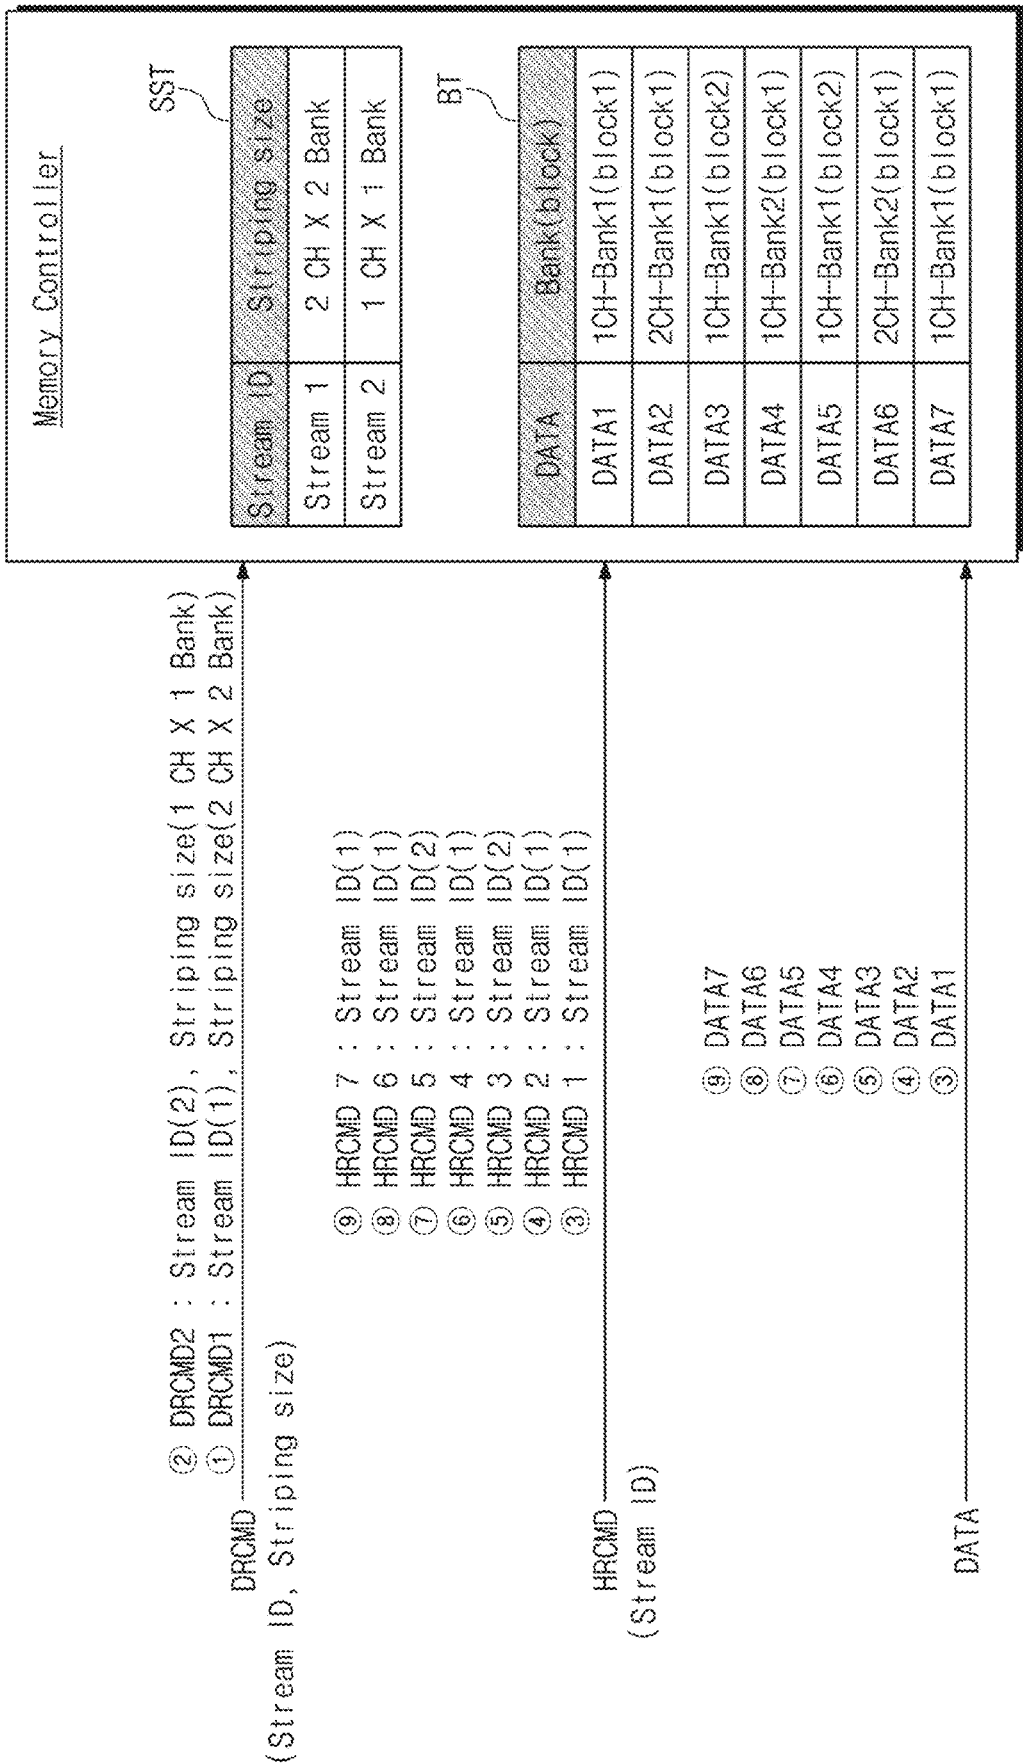 Memory Controller
SST
Stream ID Striping size
Stream 1 2 CH X 2 Bank
Stream 2 1 CH X 1 Bank
BT
DATA Bank(block)
DATA1 1CH-Bank1(block1)
DATA2 2CH-Bank1(block1)
DATA3 1CH-Bank1(block2)
DATA4 1CH-Bank2(block1)
DATA5 1CH-Bank1(block2)
DATA6 2CH-Bank2(block1)
DATA7 1CH-Bank1(block1)
② DRCMD2 : Stream ID(2), Striping size(1 CH X 1 Bank)
① DRCMD1 : Stream ID(1), Striping size(2 CH X 2 Bank)
DRCMD
(Stream ID, Striping size)
⑨ HRCMD 7 : Stream ID(1)
⑧ HRCMD 6 : Stream ID(1)
⑦ HRCMD 5 : Stream ID(2)
⑥ HRCMD 4 : Stream ID(1)
⑤ HRCMD 3 : Stream ID(2)
④ HRCMD 2 : Stream ID(1)
③ HRCMD 1 : Stream ID(1)
HRCMD
(Stream ID)
⑨ DATA7
⑧ DATA6
⑦ DATA5
⑥ DATA4
⑤ DATA3
④ DATA2
③ DATA1
DATA